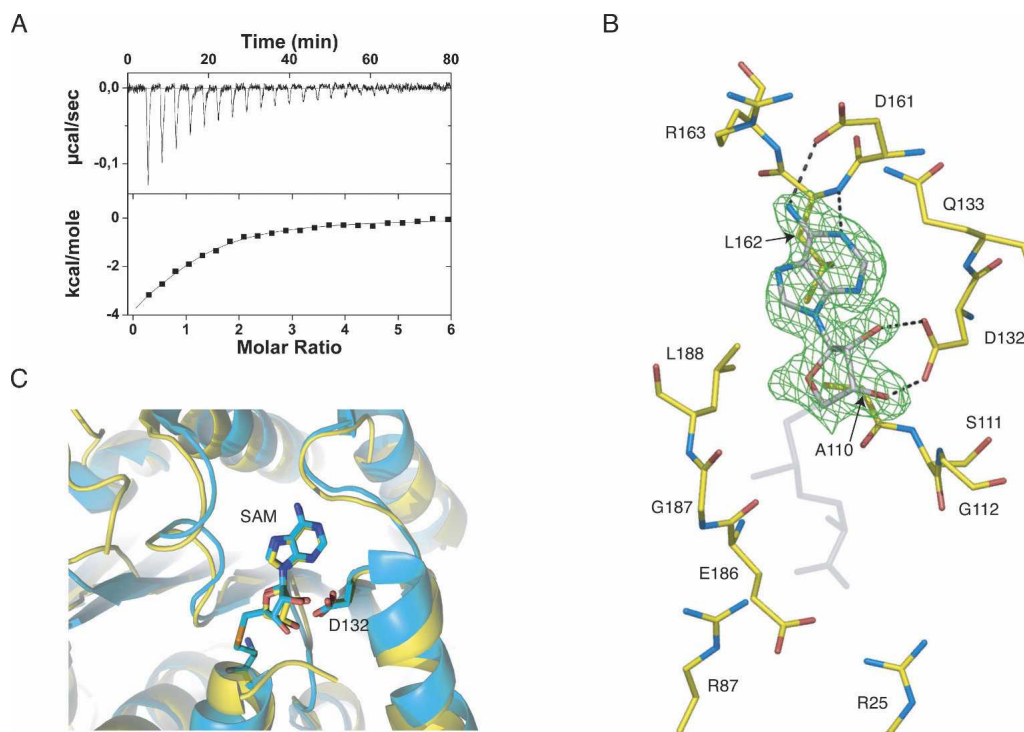 A
Time (min)
0 20 40 60 80
0,0
-0,1
µcal/sec
0
-2
-4
kcal/mole
0 1 2 3 4 5 6
Molar Ratio
B
D161
R163
Q133
L162
D132
L188
A110
S111
G187
G112
E186
R87
R25
C
SAM
D132